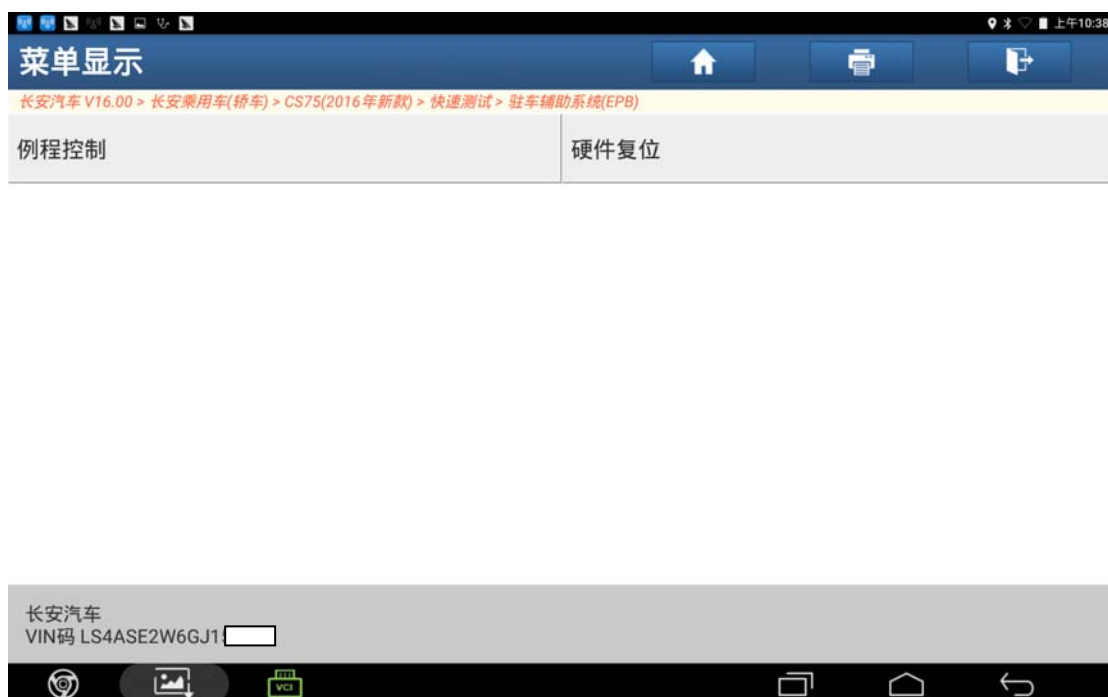 上午10:38
菜单显示
长安汽车 V16.00 > 长安乘用车(轿车) > CS75(2016年新款) > 快速测试 > 驻车辅助系统(EPB)
例程控制
硬件复位
长安汽车
VIN码 LS4ASE2W6GJ1
VCI